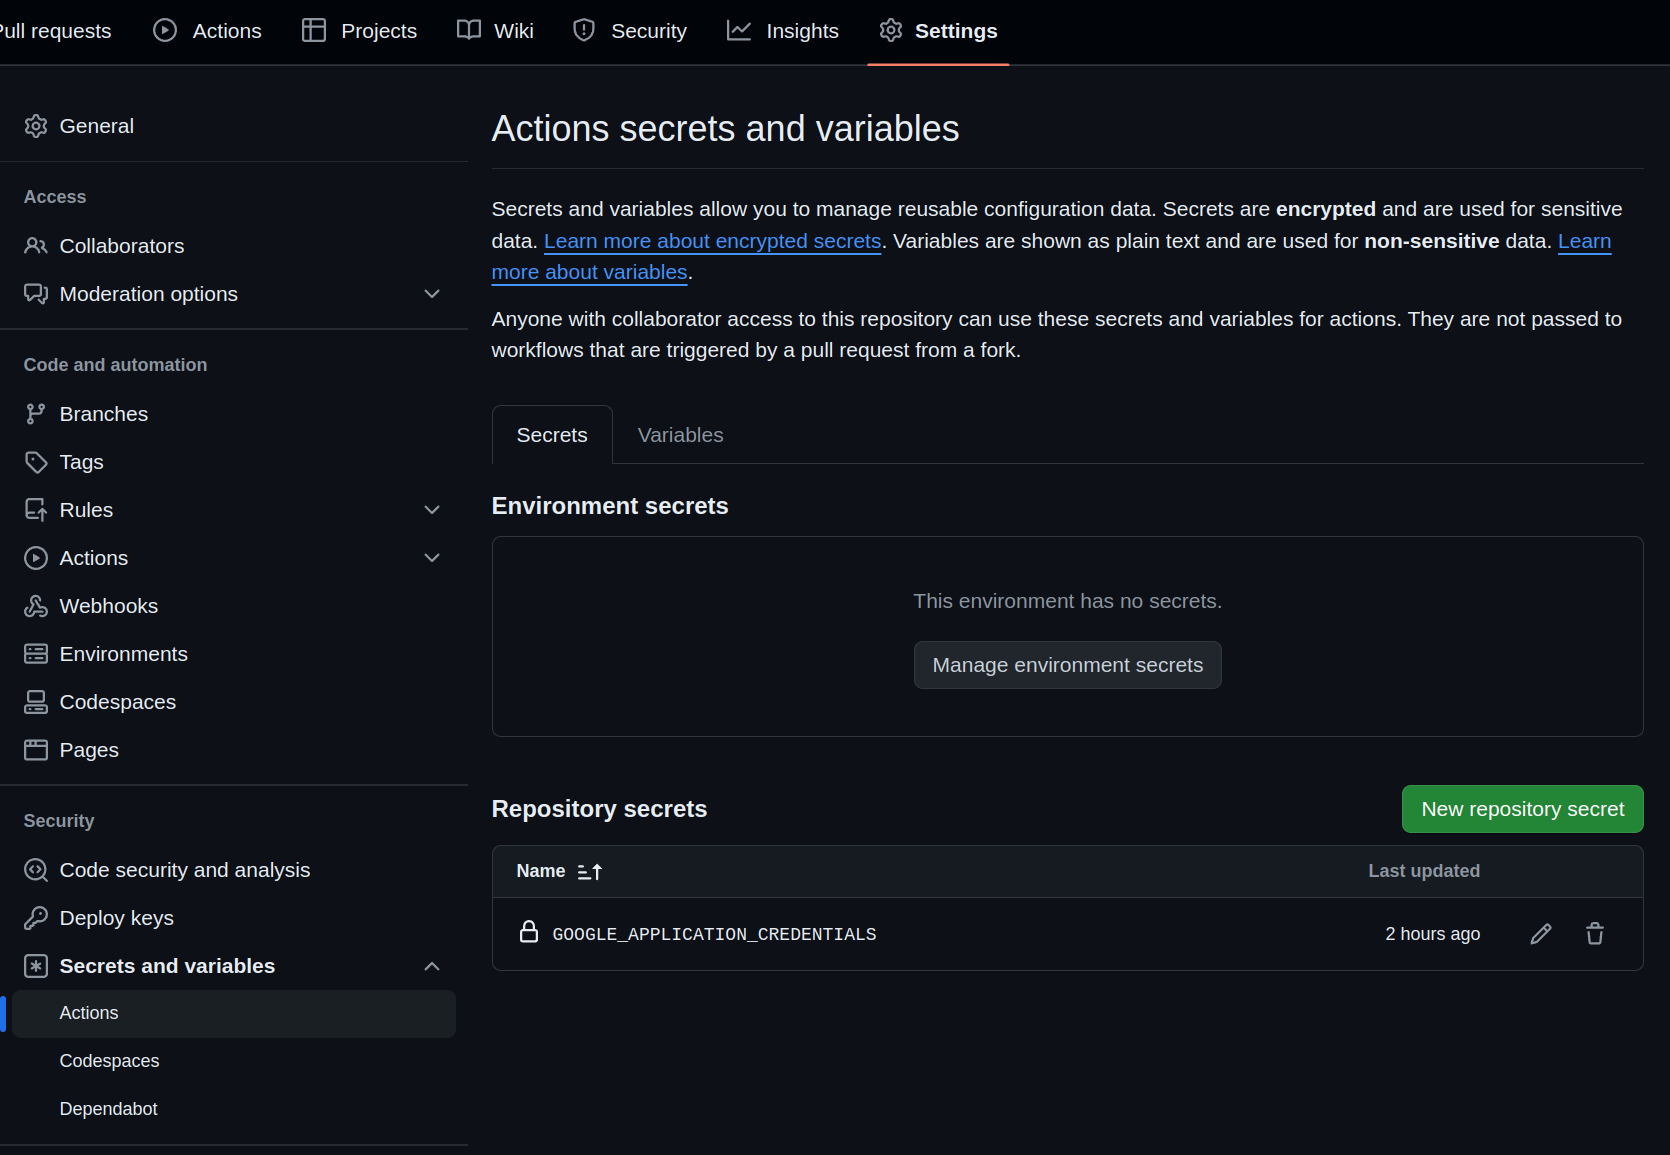 Pull requests Actions Projects Wiki Security Insights Settings
General
Access
Collaborators
Moderation options
Code and automation
Branches
Tags
Rules
Actions
Webhooks
Environments
Codespaces
Pages
Security
Code security and analysis
Deploy keys
Secrets and variables
Actions
Codespaces
Dependabot
Actions secrets and variables
Secrets and variables allow you to manage reusable configuration data. Secrets are encrypted and are used for sensitive
data. Learn more about encrypted secrets. Variables are shown as plain text and are used for non-sensitive data. Learn
more about variables.
Anyone with collaborator access to this repository can use these secrets and variables for actions. They are not passed to
workflows that are triggered by a pull request from a fork.
Secrets Variables
Environment secrets
This environment has no secrets.
Manage environment secrets
Repository secrets New repository secret
Name Last updated
GOOGLE_APPLICATION_CREDENTIALS 2 hours ago